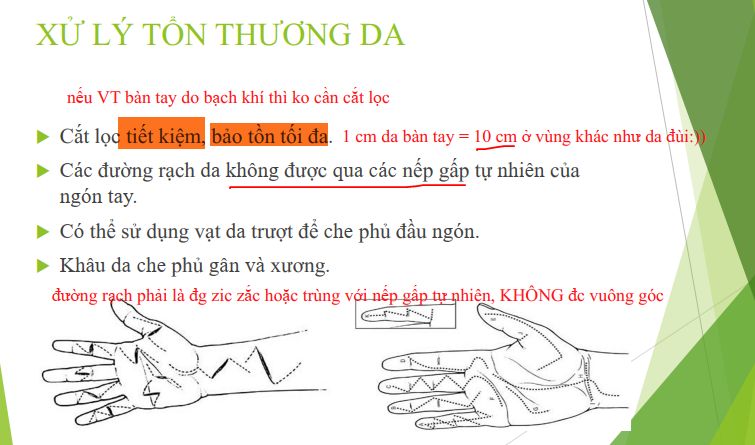 XỬ LÝ TỔN THƯƠNG DA
nếu VT bàn tay do bạch khí thì ko cần cắt lọc
Cắt lọc tiết kiệm, bảo tồn tối đa. 1 cm da bàn tay = 10 cm ở vùng khác như da đùi:))
Các đường rạch da không được qua các nếp gấp tự nhiên của
ngón tay.
Có thể sử dụng vạt da trượt để che phủ đầu ngón.
Khâu da che phủ gân và xương.
đường rạch phải là đg zic zắc hoặc trùng với nếp gấp tự nhiên, KHÔNG đc vuông góc